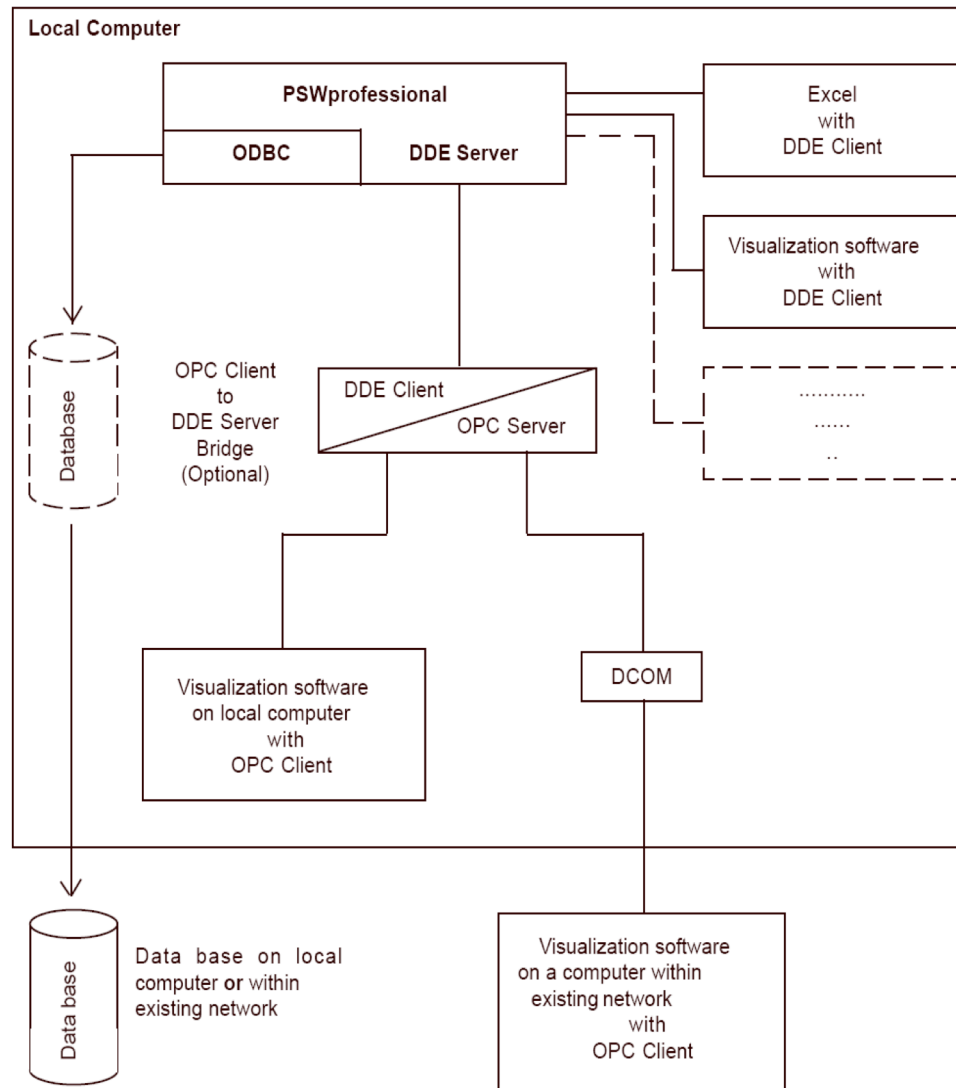 Local Computer
PSWprofessional
ODBC
DDE Server
Excel
with
DDE Client
Visualization software
with
DDE Client
...........
......
..
Database
OPC Client
to
DDE Server
Bridge
(Optional)
DDE Client
OPC Server
Visualization software
on local computer
with
OPC Client
DCOM
Data base
Data base on local
computer or within
existing network
Visualization software
on a computer within
existing network
with
OPC Client